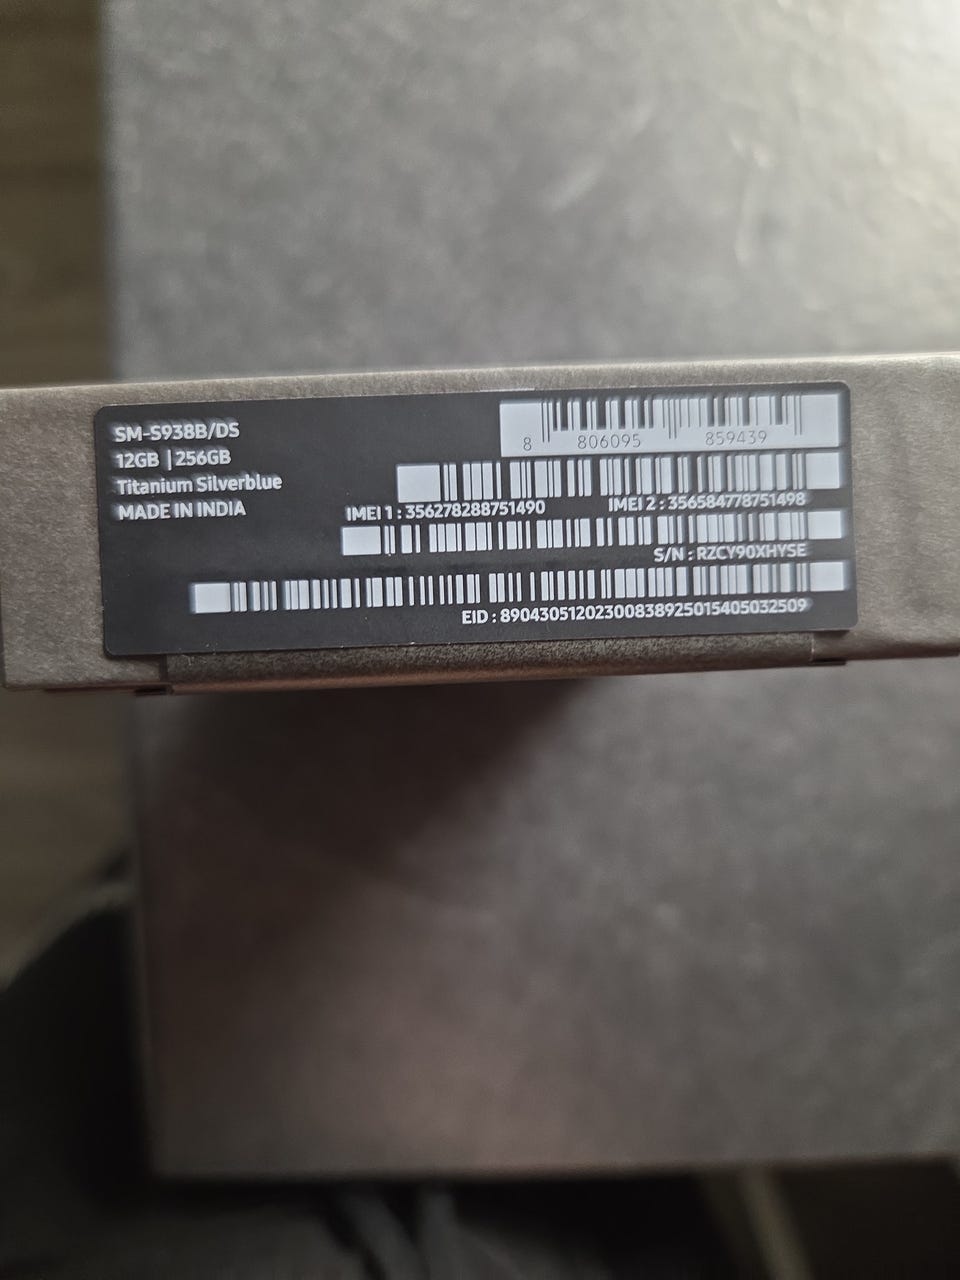 SM-S938B/DS
12GB | 256GB
Titanium Silverblue
MADE IN INDIA
8 806095 859439
IMEI 1 : 356278288751490
IMEI 2 : 356584778751498
S/N : RZCY90XHYSE
EID : 89043051202300838925015405032509